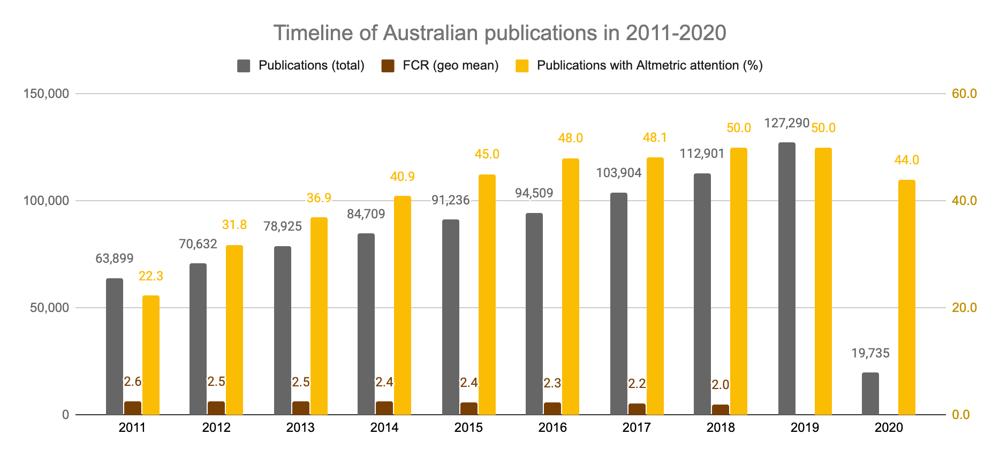 Timeline of Australian publications in 2011-2020
Publications (total) FCR (geo mean) Publications with Altmetric attention (%)
150,000 60.0
127,290 50.0 50.0
48.0 48.1
112,901 45.0 44.0
103,904 40.9
94,509 36.9
100,000 91,236 40.0
84,709
78,925 31.8
70,632
63,899
22.3
50,000 20.0
19,735
2.6 2.5 2.5 2.4 2.4 2.3 2.2 2.0
0 0.0
2011 2012 2013 2014 2015 2016 2017 2018 2019 2020